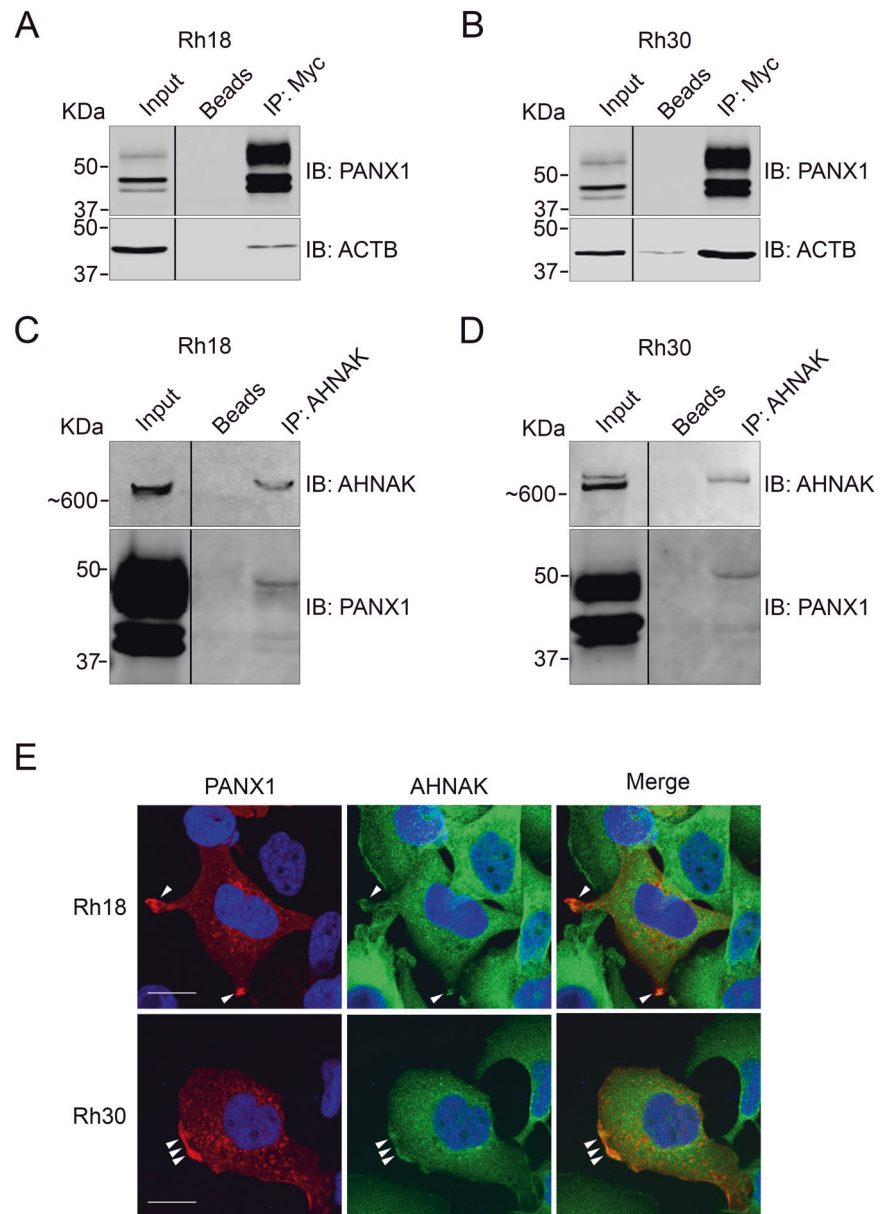 A
Rh18
KDa
Input
Beads
IP: Myc
50
37
IB: PANX1
50
37
IB: ACTB
B
Rh30
KDa
Input
Beads
IP: Myc
50
37
IB: PANX1
50
37
IB: ACTB
C
Rh18
KDa
Input
Beads
IP: AHNAK
~600
IB: AHNAK
50
37
IB: PANX1
D
Rh30
KDa
Input
Beads
IP: AHNAK
~600
IB: AHNAK
50
37
IB: PANX1
E
PANX1
AHNAK
Merge
Rh18
Rh30